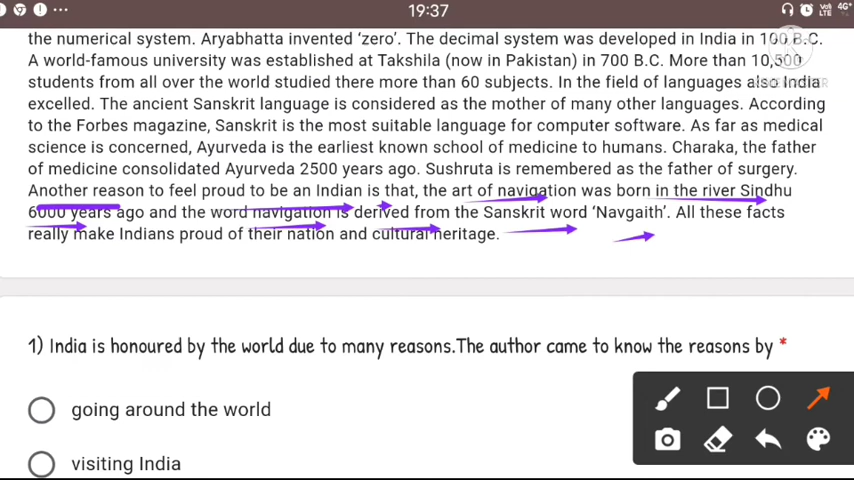 19:37
VoI) 4G+
LTE
the numerical system. Aryabhatta invented ‘zero’. The decimal system was developed in India in 100 B.C.
A world-famous university was established at Takshila (now in Pakistan) in 700 B.C. More than 10,500
students from all over the world studied there more than 60 subjects. In the field of languages also India
excelled. The ancient Sanskrit language is considered as the mother of many other languages. According
to the Forbes magazine, Sanskrit is the most suitable language for computer software. As far as medical
science is concerned, Ayurveda is the earliest known school of medicine to humans. Charaka, the father
of medicine consolidated Ayurveda 2500 years ago. Sushruta is remembered as the father of surgery.
Another reason to feel proud to be an Indian is that, the art of navigation was born in the river Sindhu
6000 years ago and the word navigation is derived from the Sanskrit word ‘Navgaith’. All these facts
really make Indians proud of their nation and cultural heritage.
1) India is honoured by the world due to many reasons.The author came to know the reasons by *
going around the world
visiting India